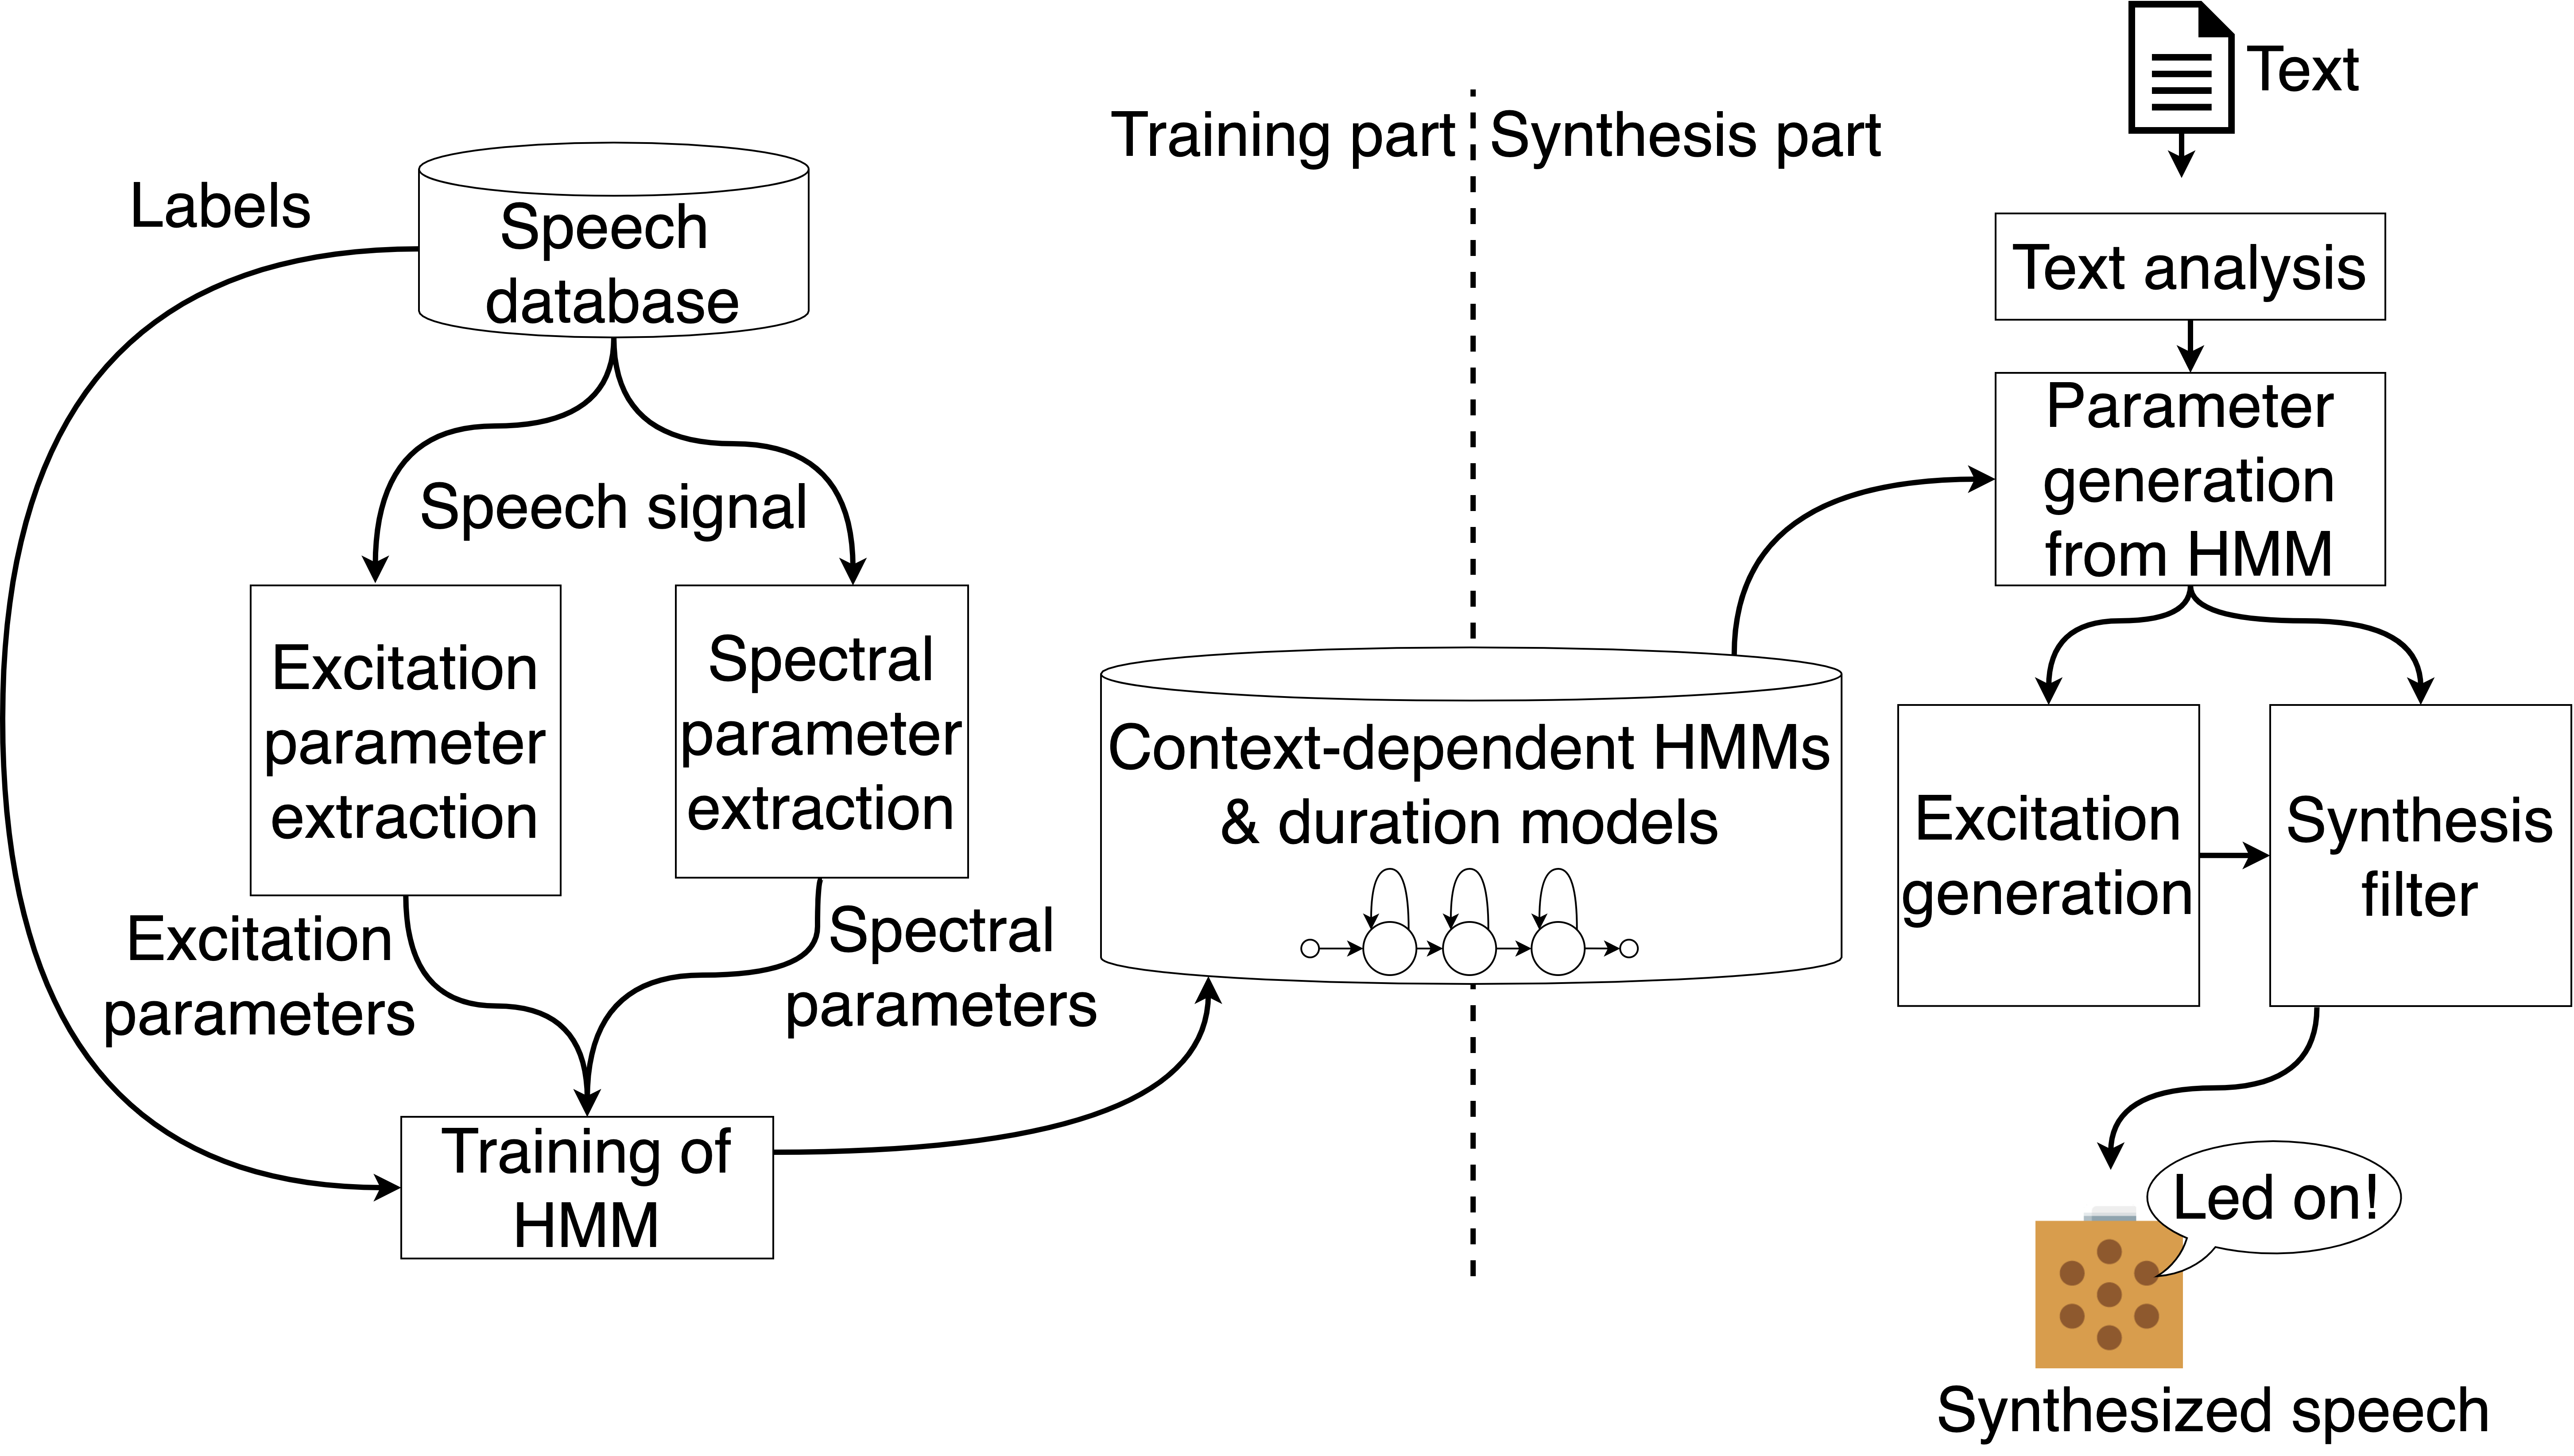 Text
Training part
Synthesis part
Labels
Speech
database
Text analysis
Speech signal
Parameter
generation
from HMM
Excitation
parameter
extraction
Spectral
parameter
extraction
Context-dependent HMMs
& duration models
Excitation
generation
Synthesis
filter
Excitation
parameters
Spectral
parameters
Training of
HMM
Led on!
Synthesized speech